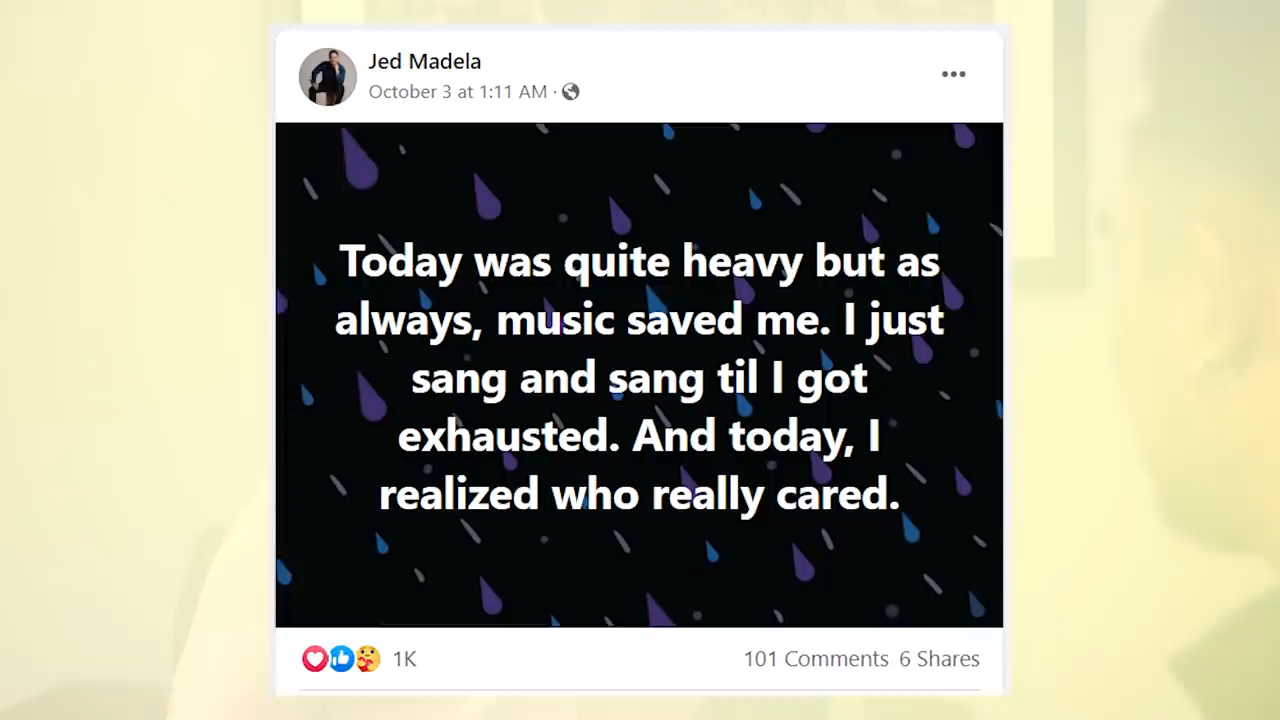 Jed Madela
October 3 at 1:11 AM ·
Today was quite heavy but as
always, music saved me. I just
sang and sang til I got
exhausted. And today, I
realized who really cared.
1K
101 Comments 6 Shares